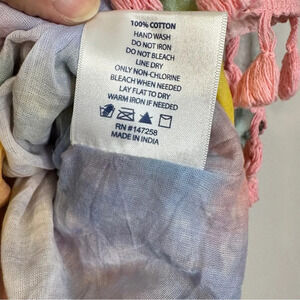 100% COTTON
HAND WASH
DO NOT IRON
DO NOT BLEACH
LINE DRY
ONLY NON-CHLORINE
BLEACH WHEN NEEDED
LAY FLAT TO DRY
WARM IRON IF NEEDED
RN #147258
MADE IN INDIA